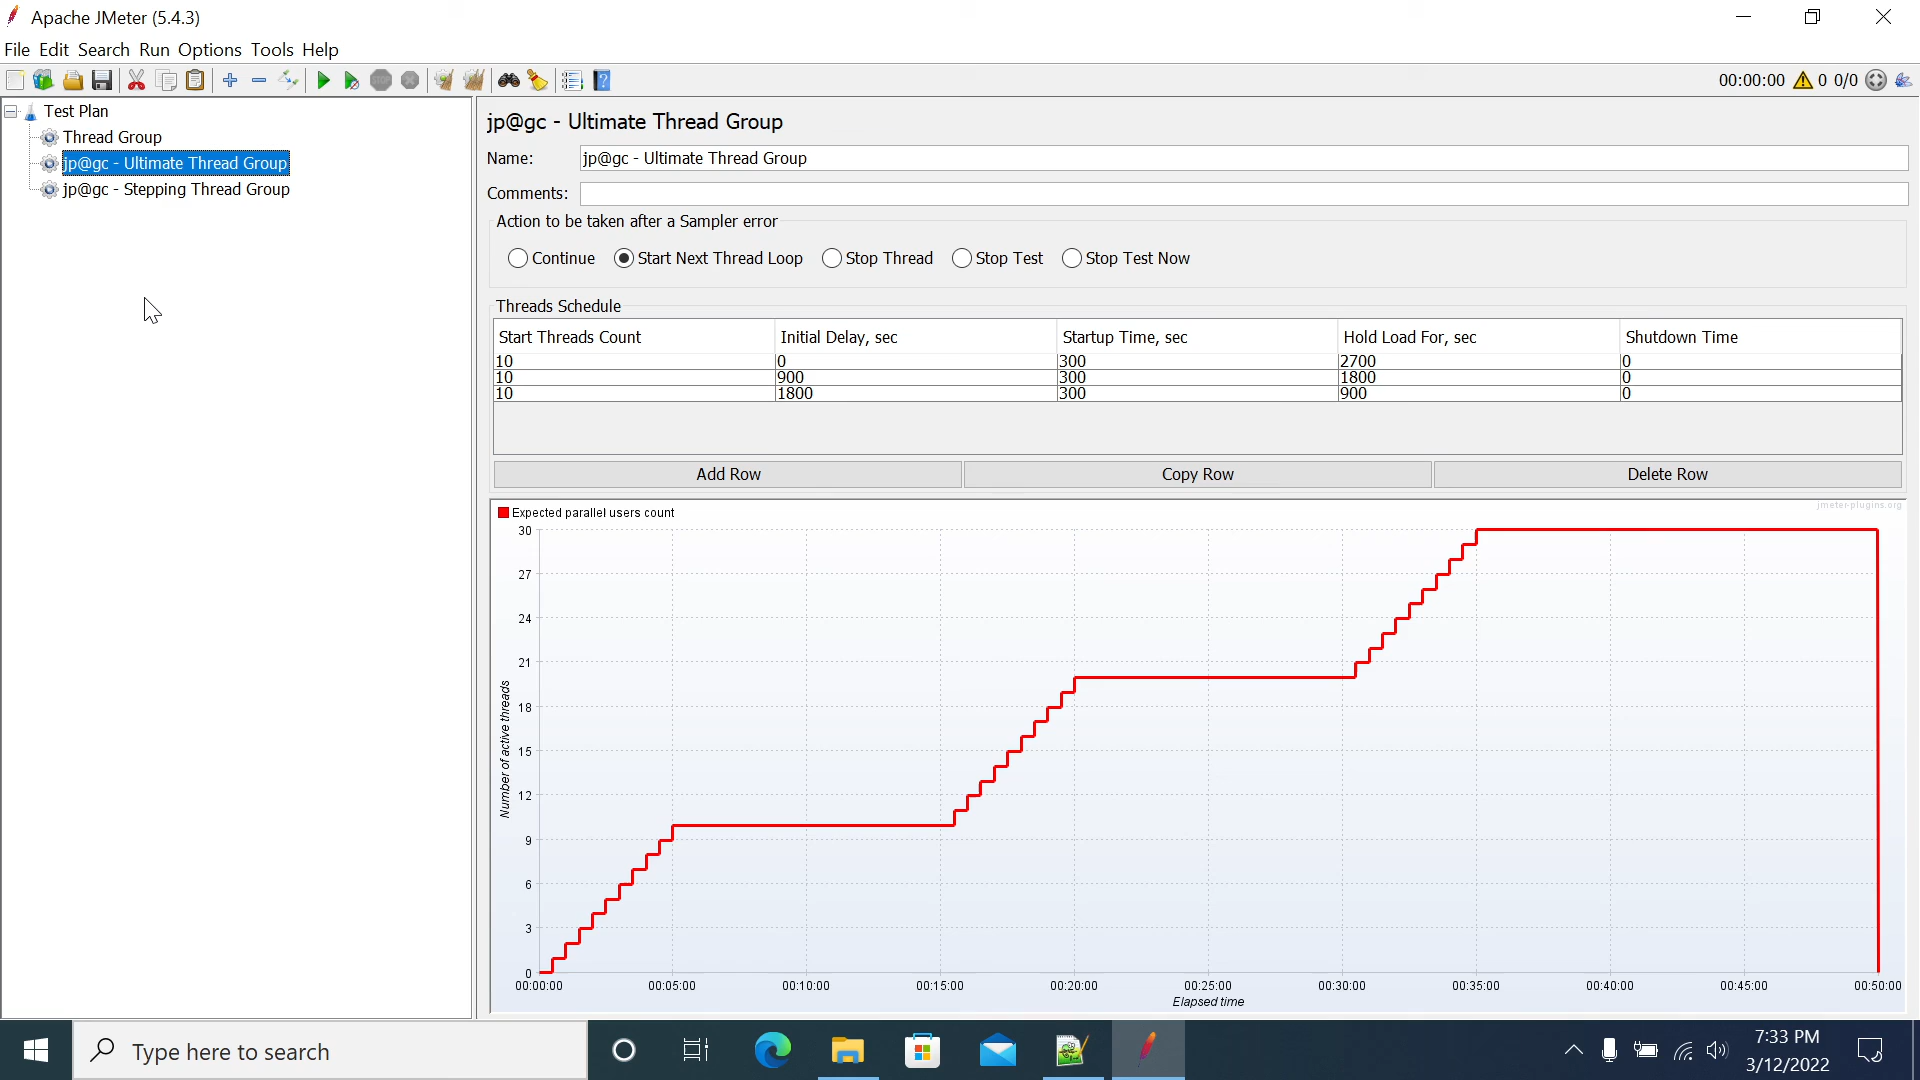 Apache JMeter (5.4.3)
File Edit Search Run Options Tools Help
00:00:00 0 0/0
Test Plan
Thread Group
jp@gc - Ultimate Thread Group
jp@gc - Stepping Thread Group
jp@gc - Ultimate Thread Group
Name: jp@gc - Ultimate Thread Group
Comments:
Action to be taken after a Sampler error
Continue Start Next Thread Loop Stop Thread Stop Test Stop Test Now
Threads Schedule
Start Threads Count Initial Delay, sec Startup Time, sec Hold Load For, sec Shutdown Time
10 0 300 2700 0
10 900 300 1800 0
10 1800 300 900 0
Add Row Copy Row Delete Row
jmeter-plugins.org
Expected parallel users count
30
27
24
21
18
15
12
9
6
3
0
Number of active threads
00:00:00 00:05:00 00:10:00 00:15:00 00:20:00 00:25:00 00:30:00 00:35:00 00:40:00 00:45:00 00:50:00
Elapsed time
Type here to search
7:33 PM
3/12/2022